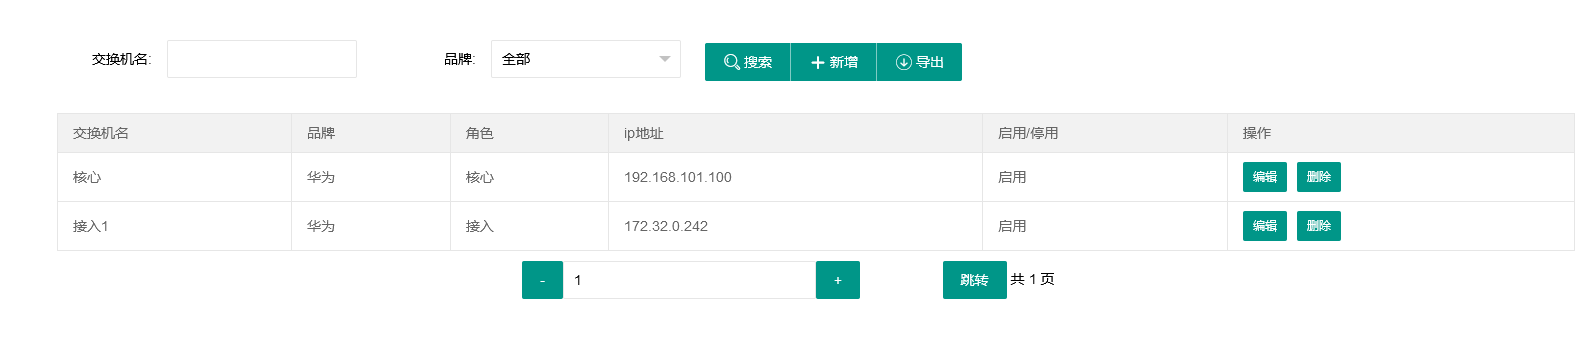 交换机名: 品牌: 全部 搜索 新增 导出
交换机名 品牌 角色 ip地址 启用/停用 操作
核心 华为 核心 192.168.101.100 启用 编辑 删除
接入1 华为 接入 172.32.0.242 启用 编辑 删除
- 1 + 跳转 共 1 页